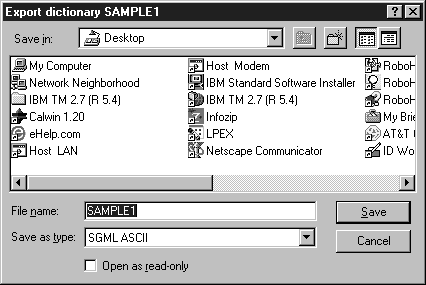 Export dictionary SAMPLE1
Save in: Desktop
My Computer Host Modem RoboH
Network Neighborhood IBM Standard Software Installer RoboH
IBM TM 2.7 (R 5.4) IBM TM 2.7 (R 5.4) RoboH
Calwin 1.20 Infozip My Brie
eHelp.com LPEX AT&T G
Host LAN Netscape Communicator ID Wo
File name: SAMPLE1 Save
Save as type: SGML ASCII Cancel
Open as read-only